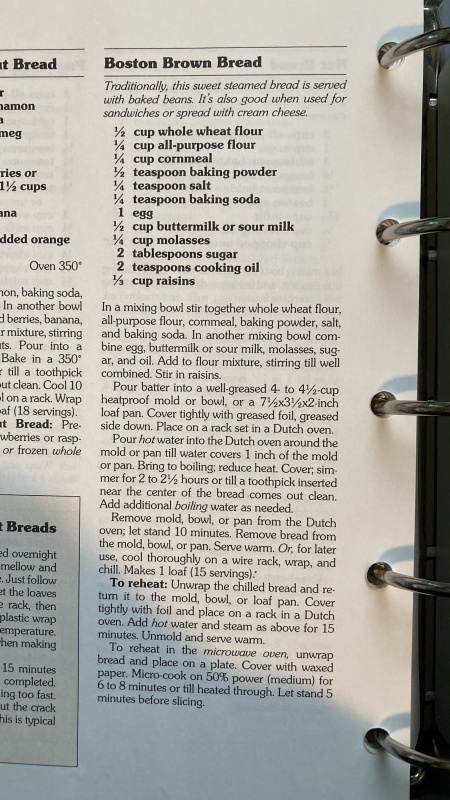 t Bread
r
namon
a
meg
ries or
1½ cups
ana
dded orange
Oven 350°
non, baking soda,
In another bowl
d berries, banana,
r mixture, stirring
ts. Pour into a
Bake in a 350°
r till a toothpick
out clean. Cool 10
l on a rack. Wrap
oaf (18 servings).
t Bread: Pre-
wberries or rasp-
or frozen whole
t Breads
ed overnight
mellow and
. Just follow
et the loaves
e rack, then
plastic wrap
emperature.
hen making
15 minutes
completed.
ing too fast.
ut the crack
his is typical
Boston Brown Bread
Traditionally, this sweet steamed bread is served
with baked beans. It's also good when used for
sandwiches or spread with cream cheese.
½ cup whole wheat flour
¼ cup all-purpose flour
¼ cup cornmeal
½ teaspoon baking powder
¼ teaspoon salt
¼ teaspoon baking soda
1 egg
½ cup buttermilk or sour milk
¼ cup molasses
2 tablespoons sugar
2 teaspoons cooking oil
⅓ cup raisins
In a mixing bowl stir together whole wheat flour,
all-purpose flour, cornmeal, baking powder, salt,
and baking soda. In another mixing bowl com-
bine egg, buttermilk or sour milk, molasses, sug-
ar, and oil. Add to flour mixture, stirring till well
combined. Stir in raisins.
Pour batter into a well-greased 4- to 4½-cup
heatproof mold or bowl, or a 7½x3½x2-inch
loaf pan. Cover tightly with greased foil, greased
side down. Place on a rack set in a Dutch oven.
Pour hot water into the Dutch oven around the
mold or pan till water covers 1 inch of the mold
or pan. Bring to boiling; reduce heat. Cover; sim-
mer for 2 to 2½ hours or till a toothpick inserted
near the center of the bread comes out clean.
Add additional boiling water as needed.
Remove mold, bowl, or pan from the Dutch
oven; let stand 10 minutes. Remove bread from
the mold, bowl, or pan. Serve warm. Or, for later
use, cool thoroughly on a wire rack, wrap, and
chill. Makes 1 loaf (15 servings).
To reheat: Unwrap the chilled bread and re-
turn it to the mold, bowl, or loaf pan. Cover
tightly with foil and place on a rack in a Dutch
oven. Add hot water and steam as above for 15
minutes. Unmold and serve warm.
To reheat in the microwave oven, unwrap
bread and place on a plate. Cover with waxed
paper. Micro-cook on 50% power (medium) for
6 to 8 minutes or till heated through. Let stand 5
minutes before slicing.